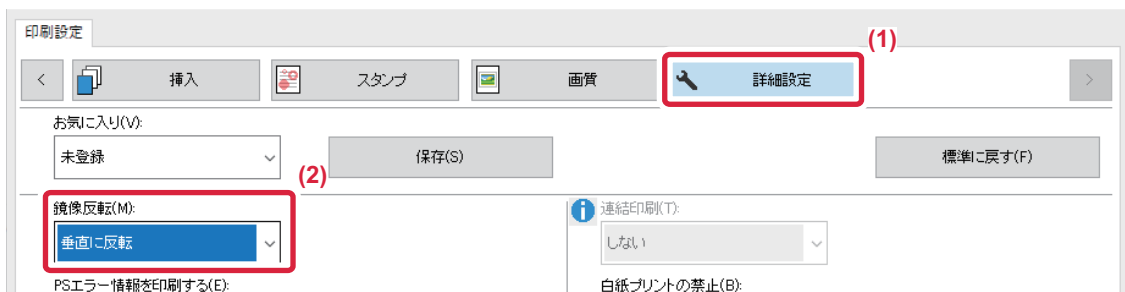 印刷設定
(1)
挿入 スタンプ 画質 詳細設定
お気に入り(V):
未登録 保存(S) 標準に戻す(F)
(2)
鏡像反転(M): 連結印刷(T):
垂直に反転 しない
PSエラー情報を印刷する(E): 白紙プリントの禁止(B):